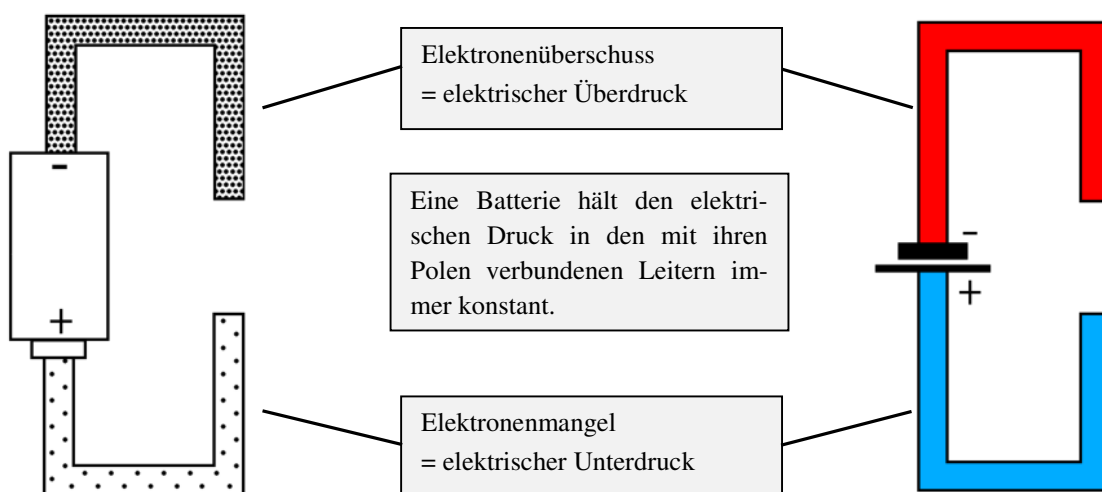 Elektronenüberschuss
= elektrischer Überdruck
-
+
Eine Batterie hält den elektri-
schen Druck in den mit ihren
Polen verbundenen Leitern im-
mer konstant.
-
+
Elektronenmangel
= elektrischer Unterdruck